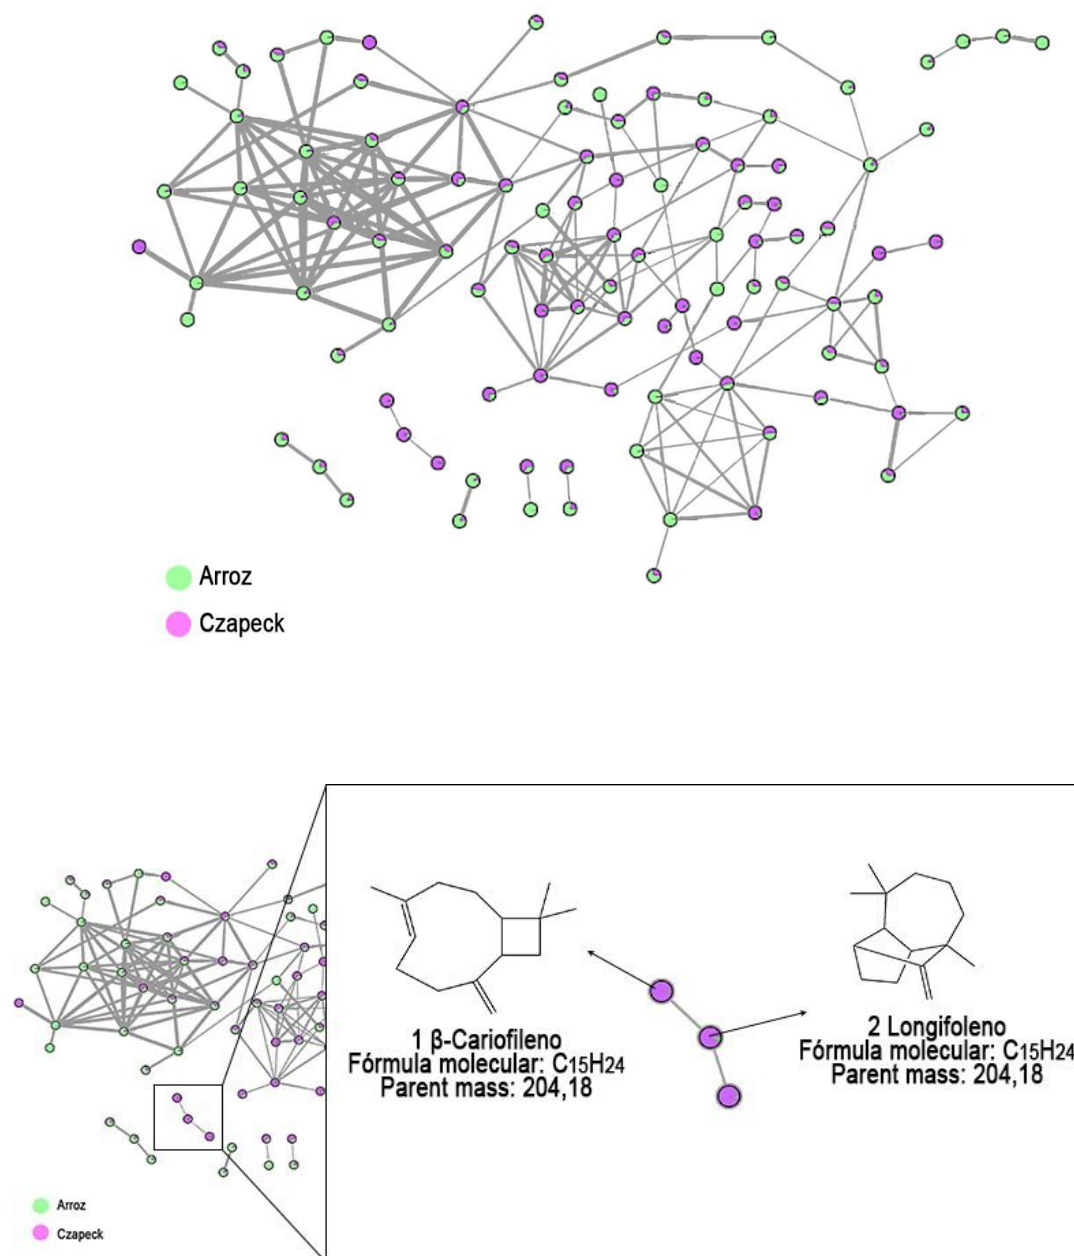 Arroz
Czapeck
1 β-Cariofileno
Fórmula molecular: C15H24
Parent mass: 204,18
2 Longifoleno
Fórmula molecular: C15H24
Parent mass: 204,18
Arroz
Czapeck